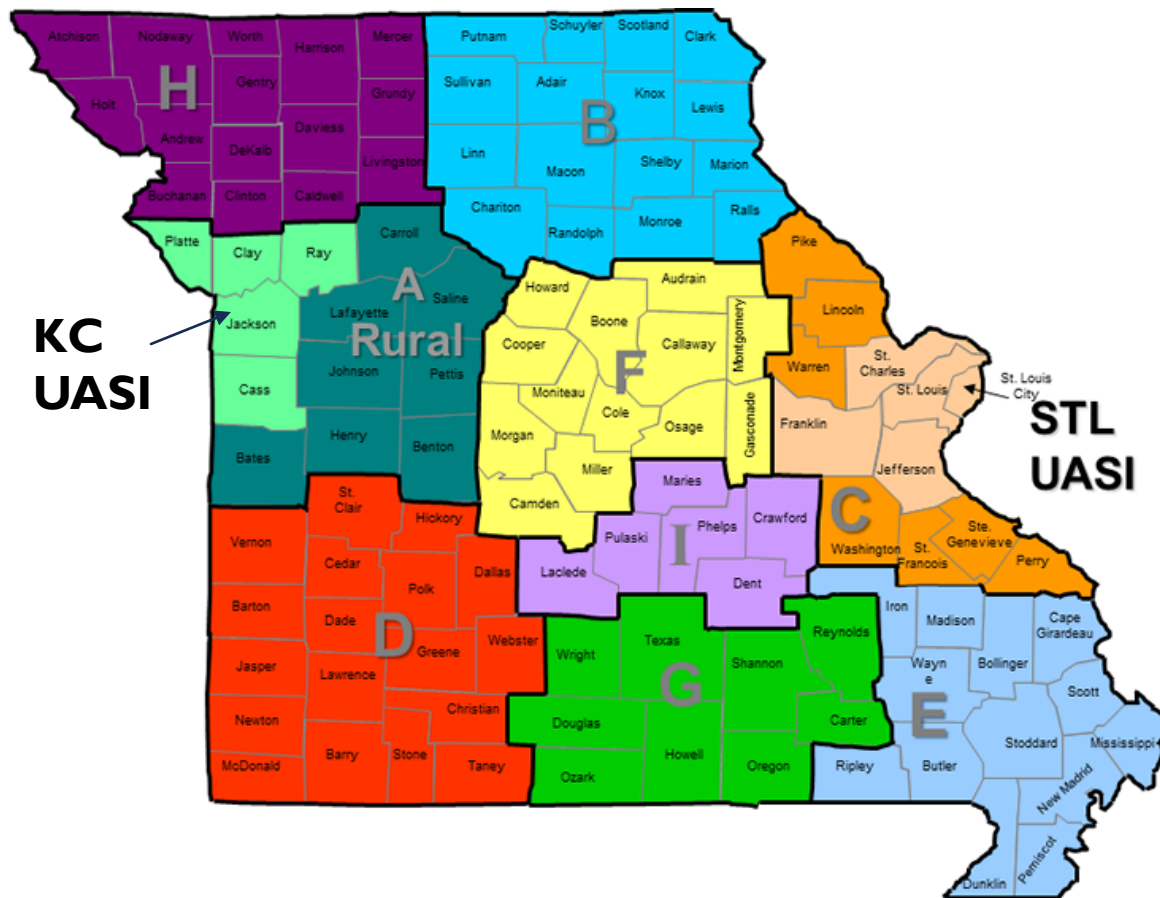 Atchison
Nodaway
Worth
Harrison
Mercer
Gentry
Grundy
Holt
H
Andrew
DeKalb
Daviess
Livingston
Buchanan
Clinton
Caldwell
Putnam
Schuyler
Scotland
Clark
Sullivan
Adair
Knox
Lewis
B
Linn
Macon
Shelby
Marion
Chariton
Randolph
Monroe
Ralls
Platte
Clay
Ray
Jackson
Cass
KC
UASI
Carroll
A
Rural
Saline
Lafayette
Johnson
Pettis
Henry
Benton
Bates
Howard
Audrain
Boone
Cooper
Callaway
Montgomery
F
Moniteau
Cole
Osage
Gasconade
Morgan
Miller
Camden
Pike
Lincoln
Warren
St.
Charles
St. Louis
St. Louis
City
STL
UASI
Franklin
Jefferson
C
Washington
St.
Francois
Ste.
Genevieve
Perry
Maries
Phelps
Crawford
Pulaski
I
Laclede
Dent
St.
Clair
Hickory
Vernon
Cedar
Polk
Dallas
Barton
Dade
D
Greene
Webster
Jasper
Lawrence
Newton
Christian
McDonald
Barry
Stone
Taney
Wright
Texas
Shannon
Reynolds
G
Douglas
Carter
Ozark
Howell
Oregon
Iron
Madison
Bollinger
Cape
Girardeau
Wayn
e
Scott
E
Stoddard
Mississippi
Ripley
Butler
New Madrid
Dunklin
Pemiscot